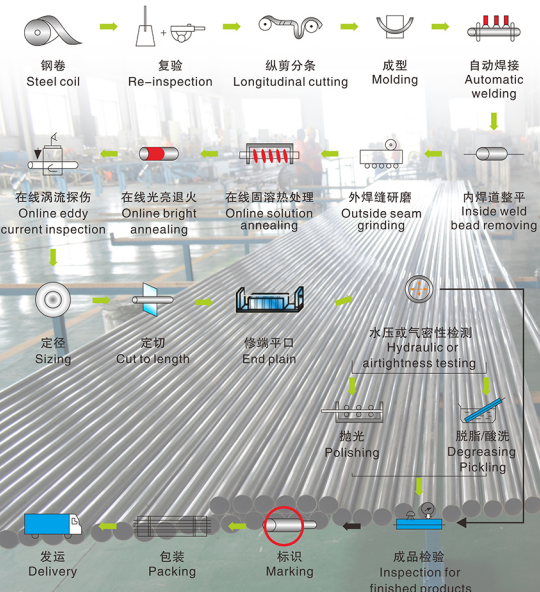 钢卷
Steel coil
复验
Re-inspection
纵剪分条
Longitudinal cutting
成型
Molding
自动焊接
Automatic
welding
在线涡流探伤
Online eddy
current inspection
在线光亮退火
Online bright
annealing
在线固溶热处理
Online solution
annealing
外焊缝研磨
Outside seam
grinding
内焊道整平
Inside weld
bead removing
定径
Sizing
定切
Cut to length
修端平口
End plain
水压或气密性检测
Hydraulic or
airtightness testing
抛光
Polishing
脱脂/酸洗
Degreasing
Pickling
发运
Delivery
包装
Packing
标识
Marking
成品检验
Inspection for
finished products